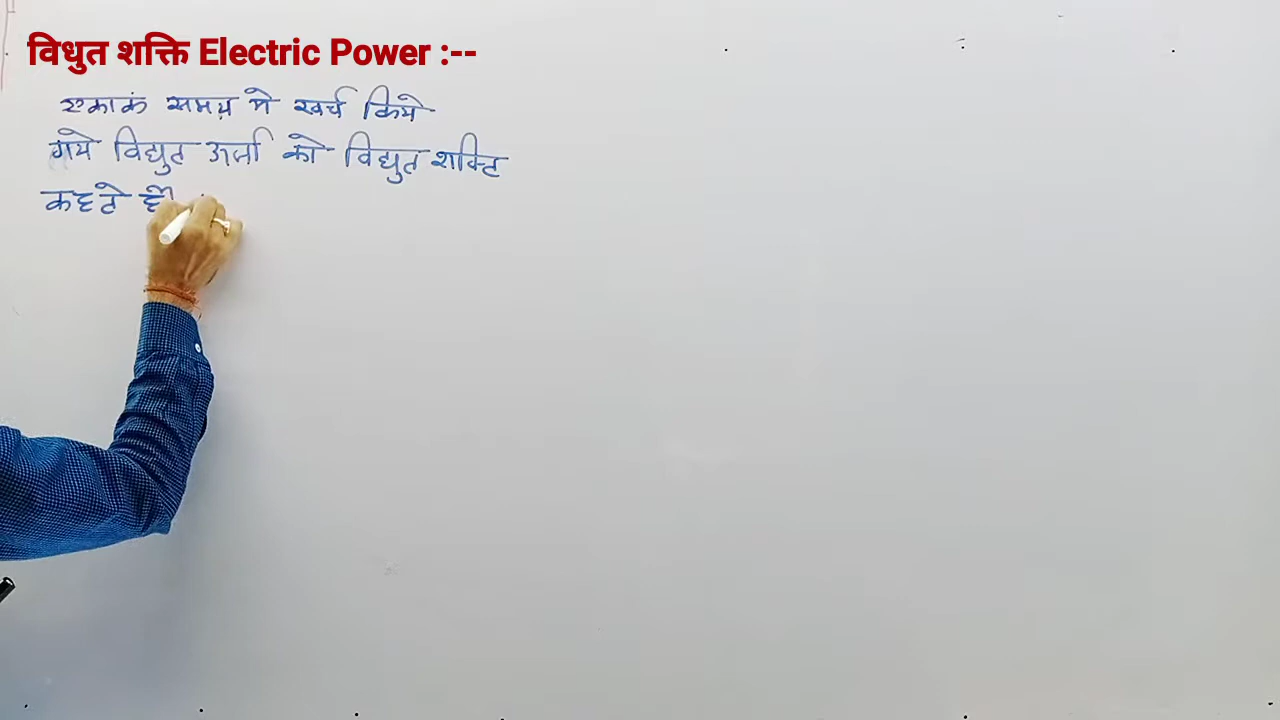 विधुत शक्ति Electric Power :--
एकाकं समय मे खर्च किये
गये विद्युत ऊर्जा को विद्युत शक्ति
कहते है